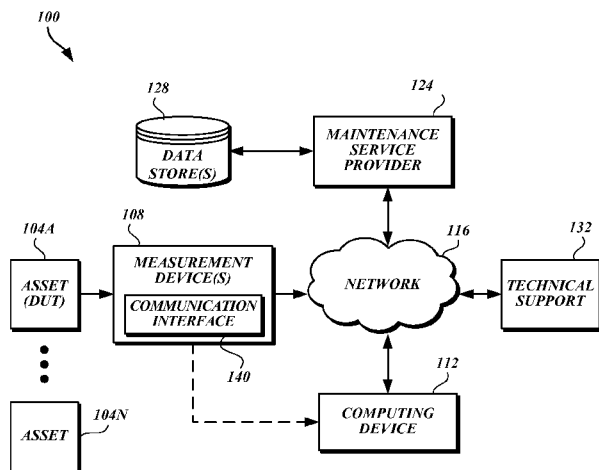 100
128
124
DATA
STORE(S)
MAINTENANCE
SERVICE
PROVIDER
104A
108
116
132
ASSET
(DUT)
MEASUREMENT
DEVICE(S)
COMMUNICATION
INTERFACE
NETWORK
TECHNICAL
SUPPORT
140
112
104N
ASSET
COMPUTING
DEVICE